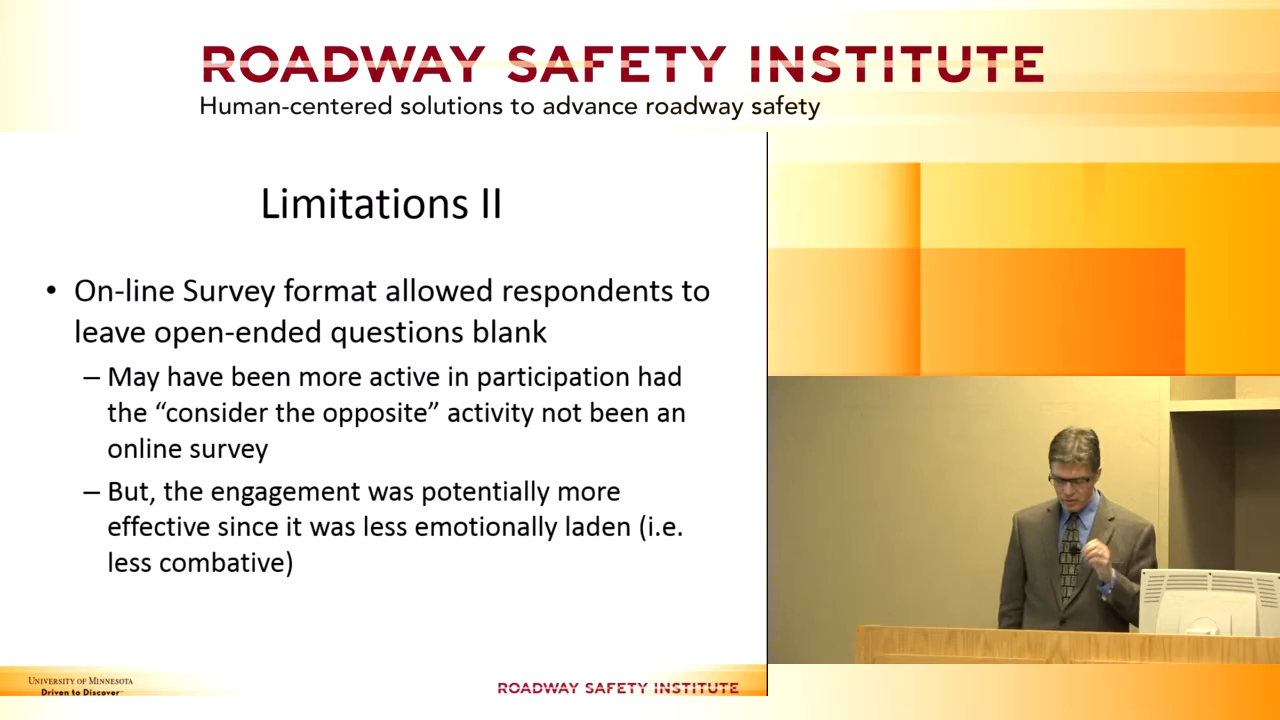 ROADWAY SAFETY INSTITUTE
Human-centered solutions to advance roadway safety
Limitations II
• On-line Survey format allowed respondents to
leave open-ended questions blank
– May have been more active in participation had
the “consider the opposite” activity not been an
online survey
– But, the engagement was potentially more
effective since it was less emotionally laden (i.e.
less combative)
UNIVERSITY OF MINNESOTA
Driven to Discover
ROADWAY SAFETY INSTITUTE